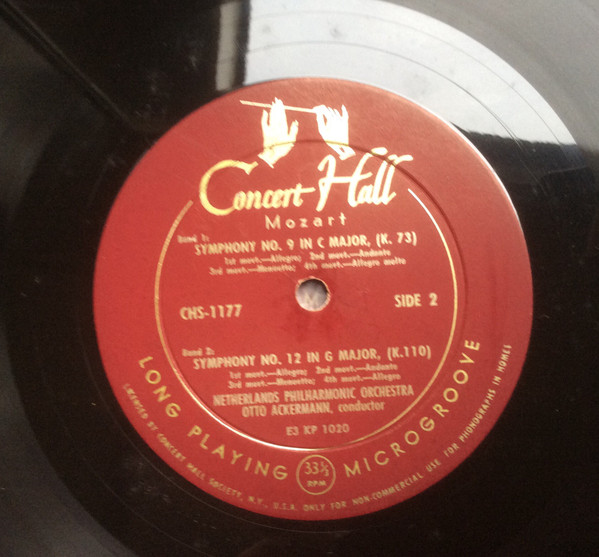 Concert Hall
Mozart
Band 1:
SYMPHONY NO. 9 IN C MAJOR, (K. 73)
1st movt.—Allegro; 2nd movt.—Andante
3rd movt.—Menuetto; 4th movt.—Allegro molto
CHS-1177
SIDE 2
Band 2:
SYMPHONY NO. 12 IN G MAJOR, (K.110)
1st movt.—Allegro; 2nd movt.—Andante
3rd movt.—Menuetto; 4th movt.—Allegro
NETHERLANDS PHILHARMONIC ORCHESTRA
OTTO ACKERMANN, conductor
E3 KP 1020
LONG PLAYING 33⅓ RPM MICROGROOVE
LICENSED BY CONCERT HALL SOCIETY, N.Y., U.S.A. ONLY FOR NON-COMMERCIAL USE FOR PHONOGRAPHS IN HOMES